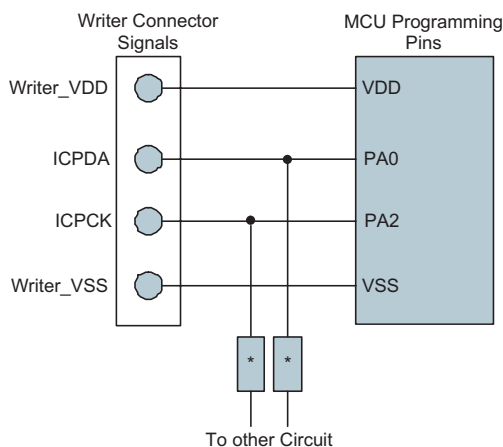 Writer Connector
Signals
MCU Programming
Pins
Writer_VDD
VDD
ICPDA
PA0
ICPCK
PA2
Writer_VSS
VSS
*
*
To other Circuit